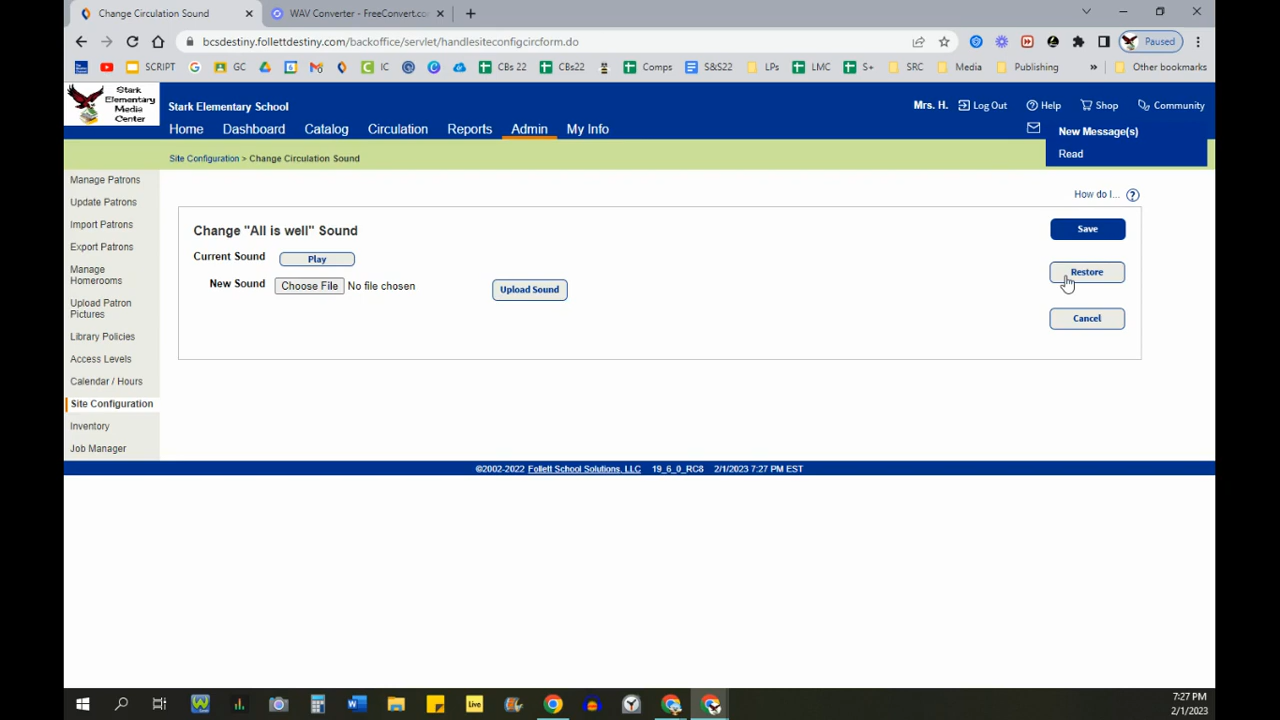 Change Circulation Sound
WAV Converter - FreeConvert.co
bcsdestiny.follettdestiny.com/backoffice/servlet/handlesiteconfigcircform.do
Paused
SCRIPT
GC
IC
CBs 22
CBs22
Comps
S&S22
LPs
LMC
S+
SRC
Media
Publishing
Other bookmarks
Stark
Elementary
Media
Center
Stark Elementary School
Mrs. H.
Log Out
Help
Shop
Community
Home
Dashboard
Catalog
Circulation
Reports
Admin
My Info
New Message(s)
Read
Site Configuration > Change Circulation Sound
How do I...
Manage Patrons
Update Patrons
Import Patrons
Export Patrons
Manage
Homerooms
Upload Patron
Pictures
Library Policies
Access Levels
Calendar / Hours
Site Configuration
Inventory
Job Manager
Change "All is well" Sound
Current Sound
Play
New Sound
Choose File
No file chosen
Upload Sound
Save
Restore
Cancel
©2002-2022 Follett School Solutions, LLC 19_6_0_RC8 2/1/2023 7:27 PM EST
Live
7:27 PM
2/1/2023